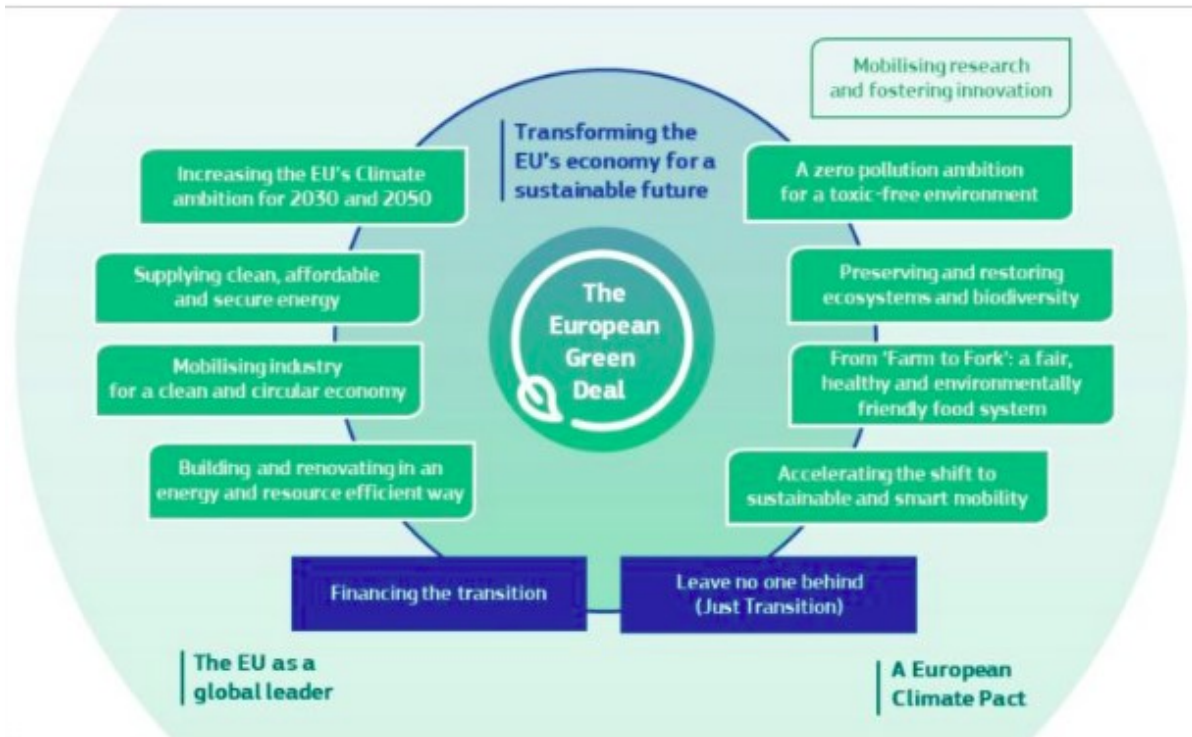 Mobilising research
and fostering innovation
Transforming the
EU's economy for a
sustainable future
Increasing the EU's Climate
ambition for 2030 and 2050
A zero pollution ambition
for a toxic-free environment
Supplying clean, affordable
and secure energy
Preserving and restoring
ecosystems and biodiversity
The
European
Green
Deal
Mobilising industry
for a clean and circular economy
From 'Farm to Fork': a fair,
healthy and environmentally
friendly food system
Building and renovating in an
energy and resource efficient way
Accelerating the shift to
sustainable and smart mobility
Financing the transition
Leave no one behind
(Just Transition)
The EU as a
global leader
A European
Climate Pact